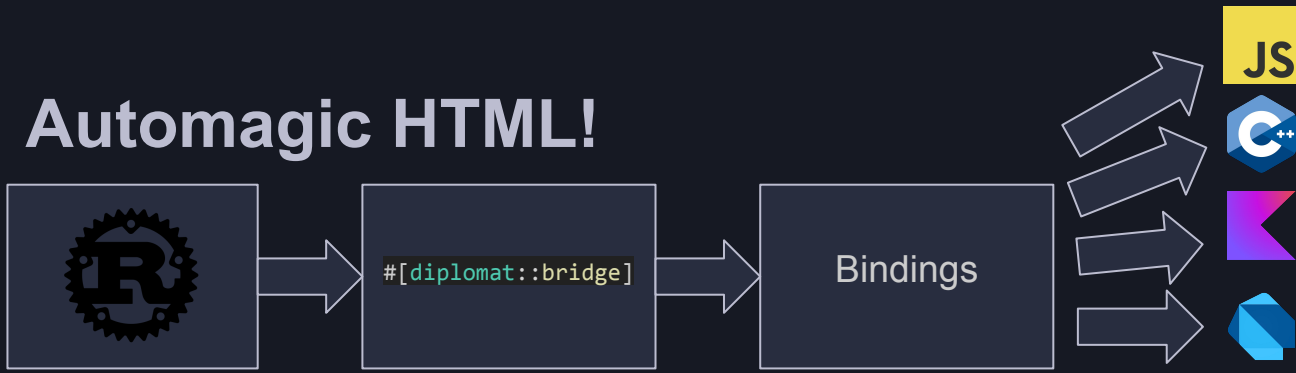 Automagic HTML!
R
#[diplomat::bridge]
Bindings
JS
C++